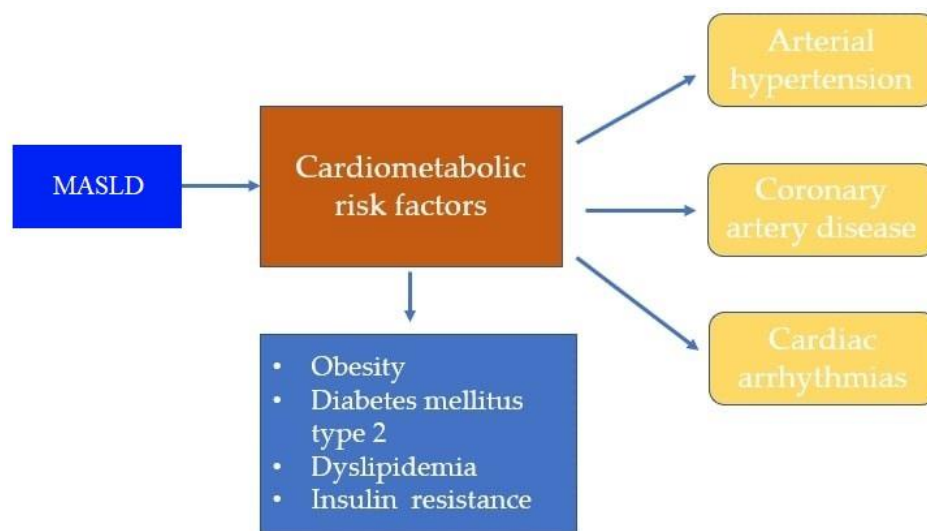 MASLD
Cardiometabolic
risk factors
Arterial
hypertension
Coronary
artery disease
Cardiac
arrhythmias
• Obesity
• Diabetes mellitus
type 2
• Dyslipidemia
• Insulin resistance